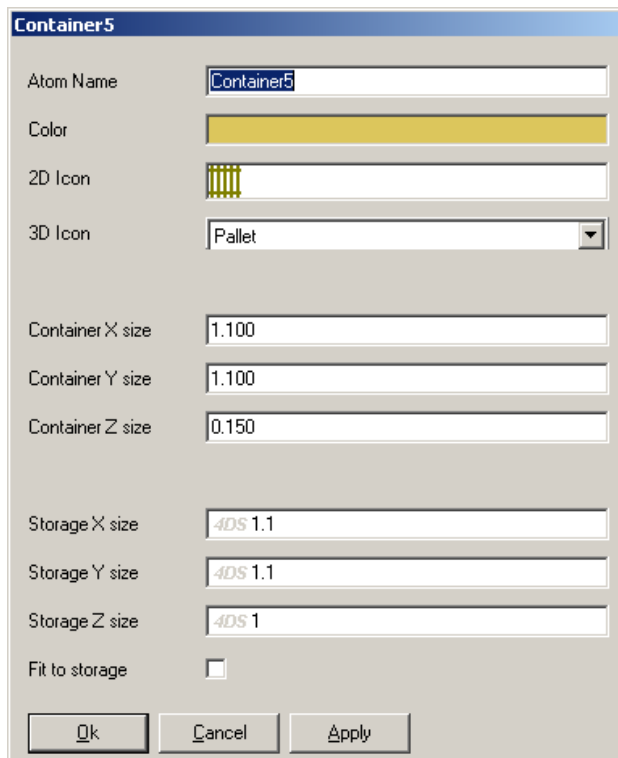 Container5
Atom Name Container5
Color
2D Icon
3D Icon Pallet
Container X size 1.100
Container Y size 1.100
Container Z size 0.150
Storage X size 4DS 1.1
Storage Y size 4DS 1.1
Storage Z size 4DS 1
Fit to storage
Ok Cancel Apply